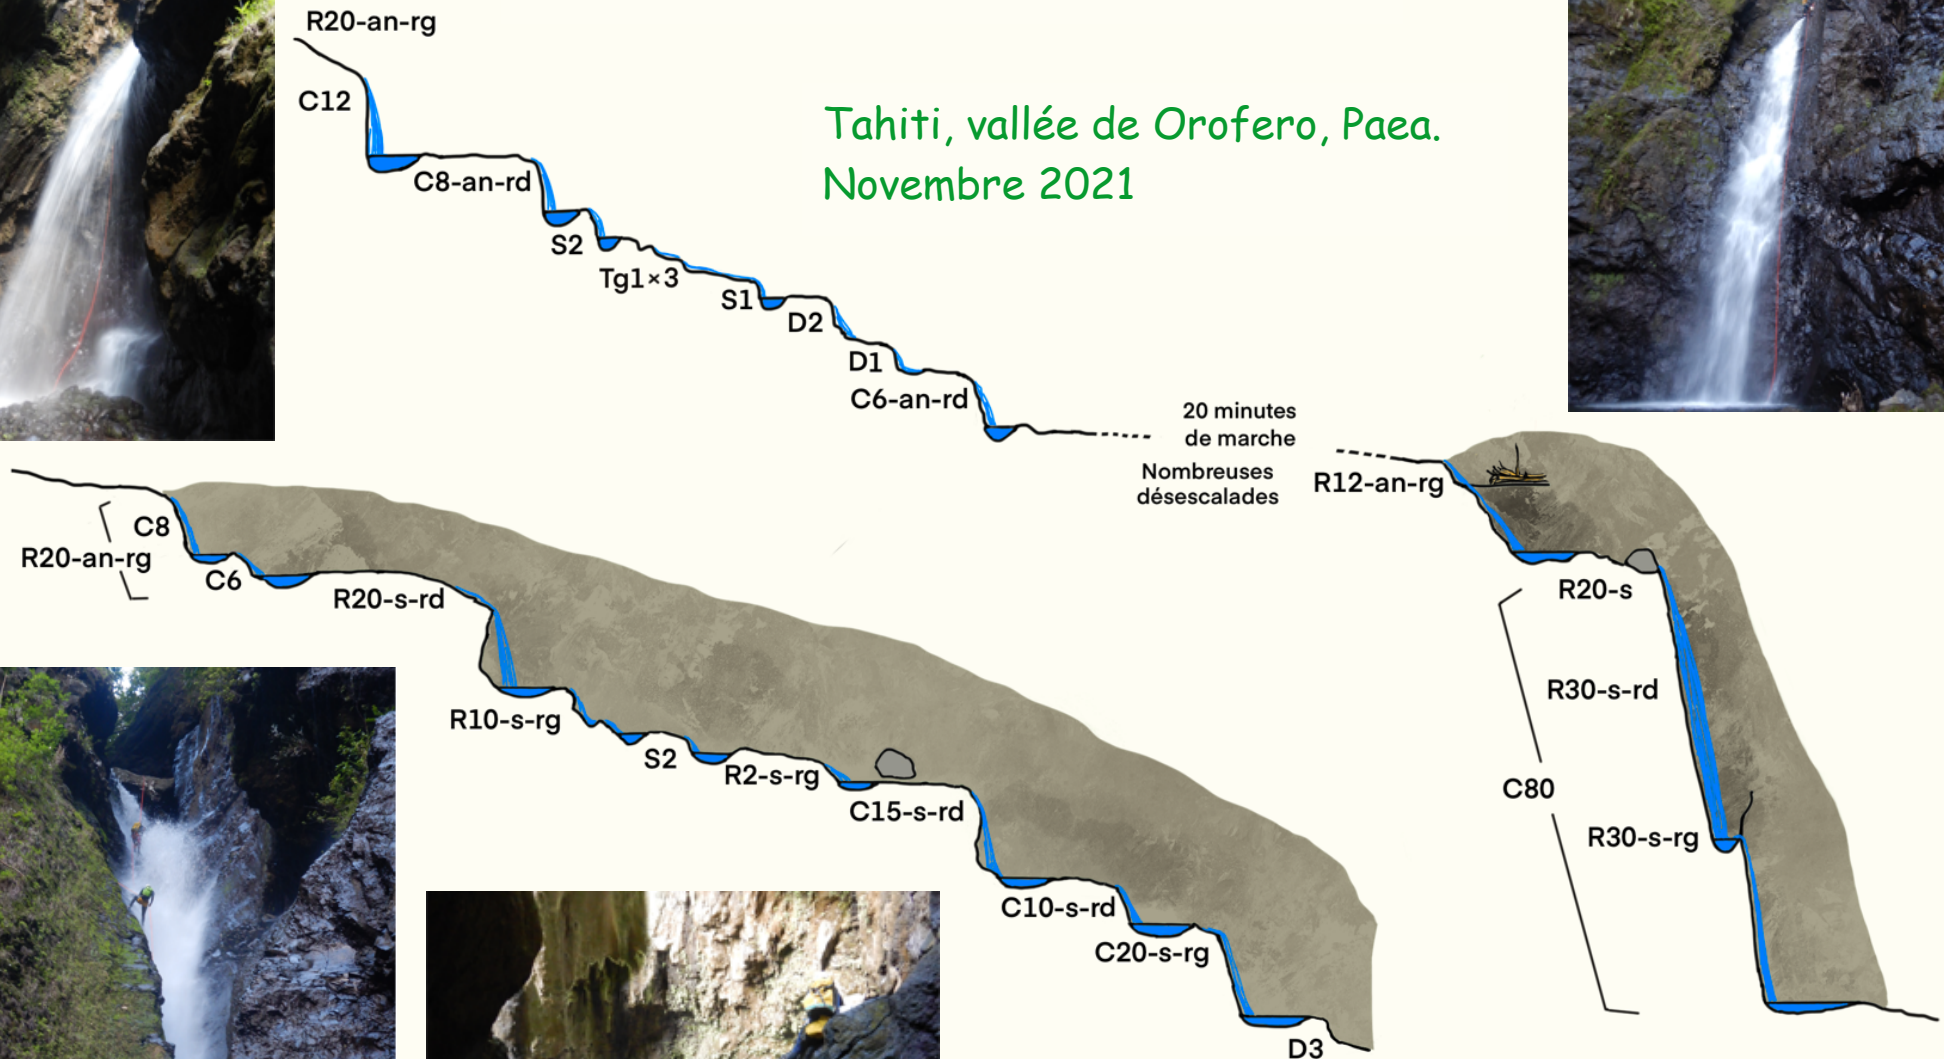 R20-an-rg
C12
Tahiti, vallée de Orofero, Paea.
Novembre 2021
C8-an-rd
S2
Tg1×3
S1
D2
D1
C6-an-rd
20 minutes
de marche
Nombreuses
désescalades
R12-an-rg
R20-s
R30-s-rd
C80
R30-s-rg
C8
R20-an-rg
C6
R20-s-rd
R10-s-rg
S2
R2-s-rg
C15-s-rd
C10-s-rd
C20-s-rg
D3